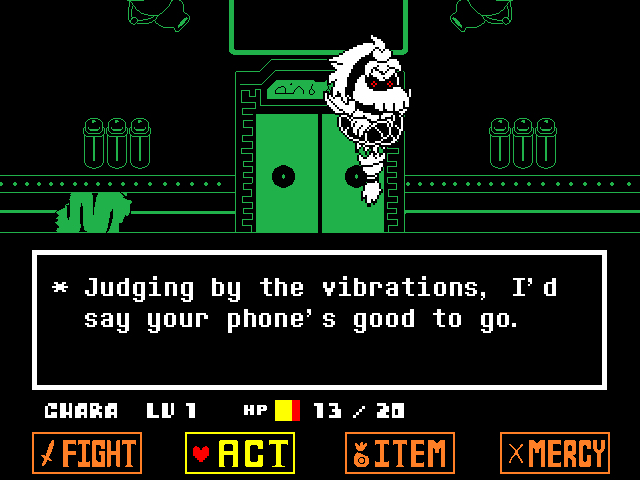 * Judging by the vibrations, I'd
say your phone's good to go.
CHARA LV 1 HP 13 / 20
FIGHT ACT ITEM MERCY